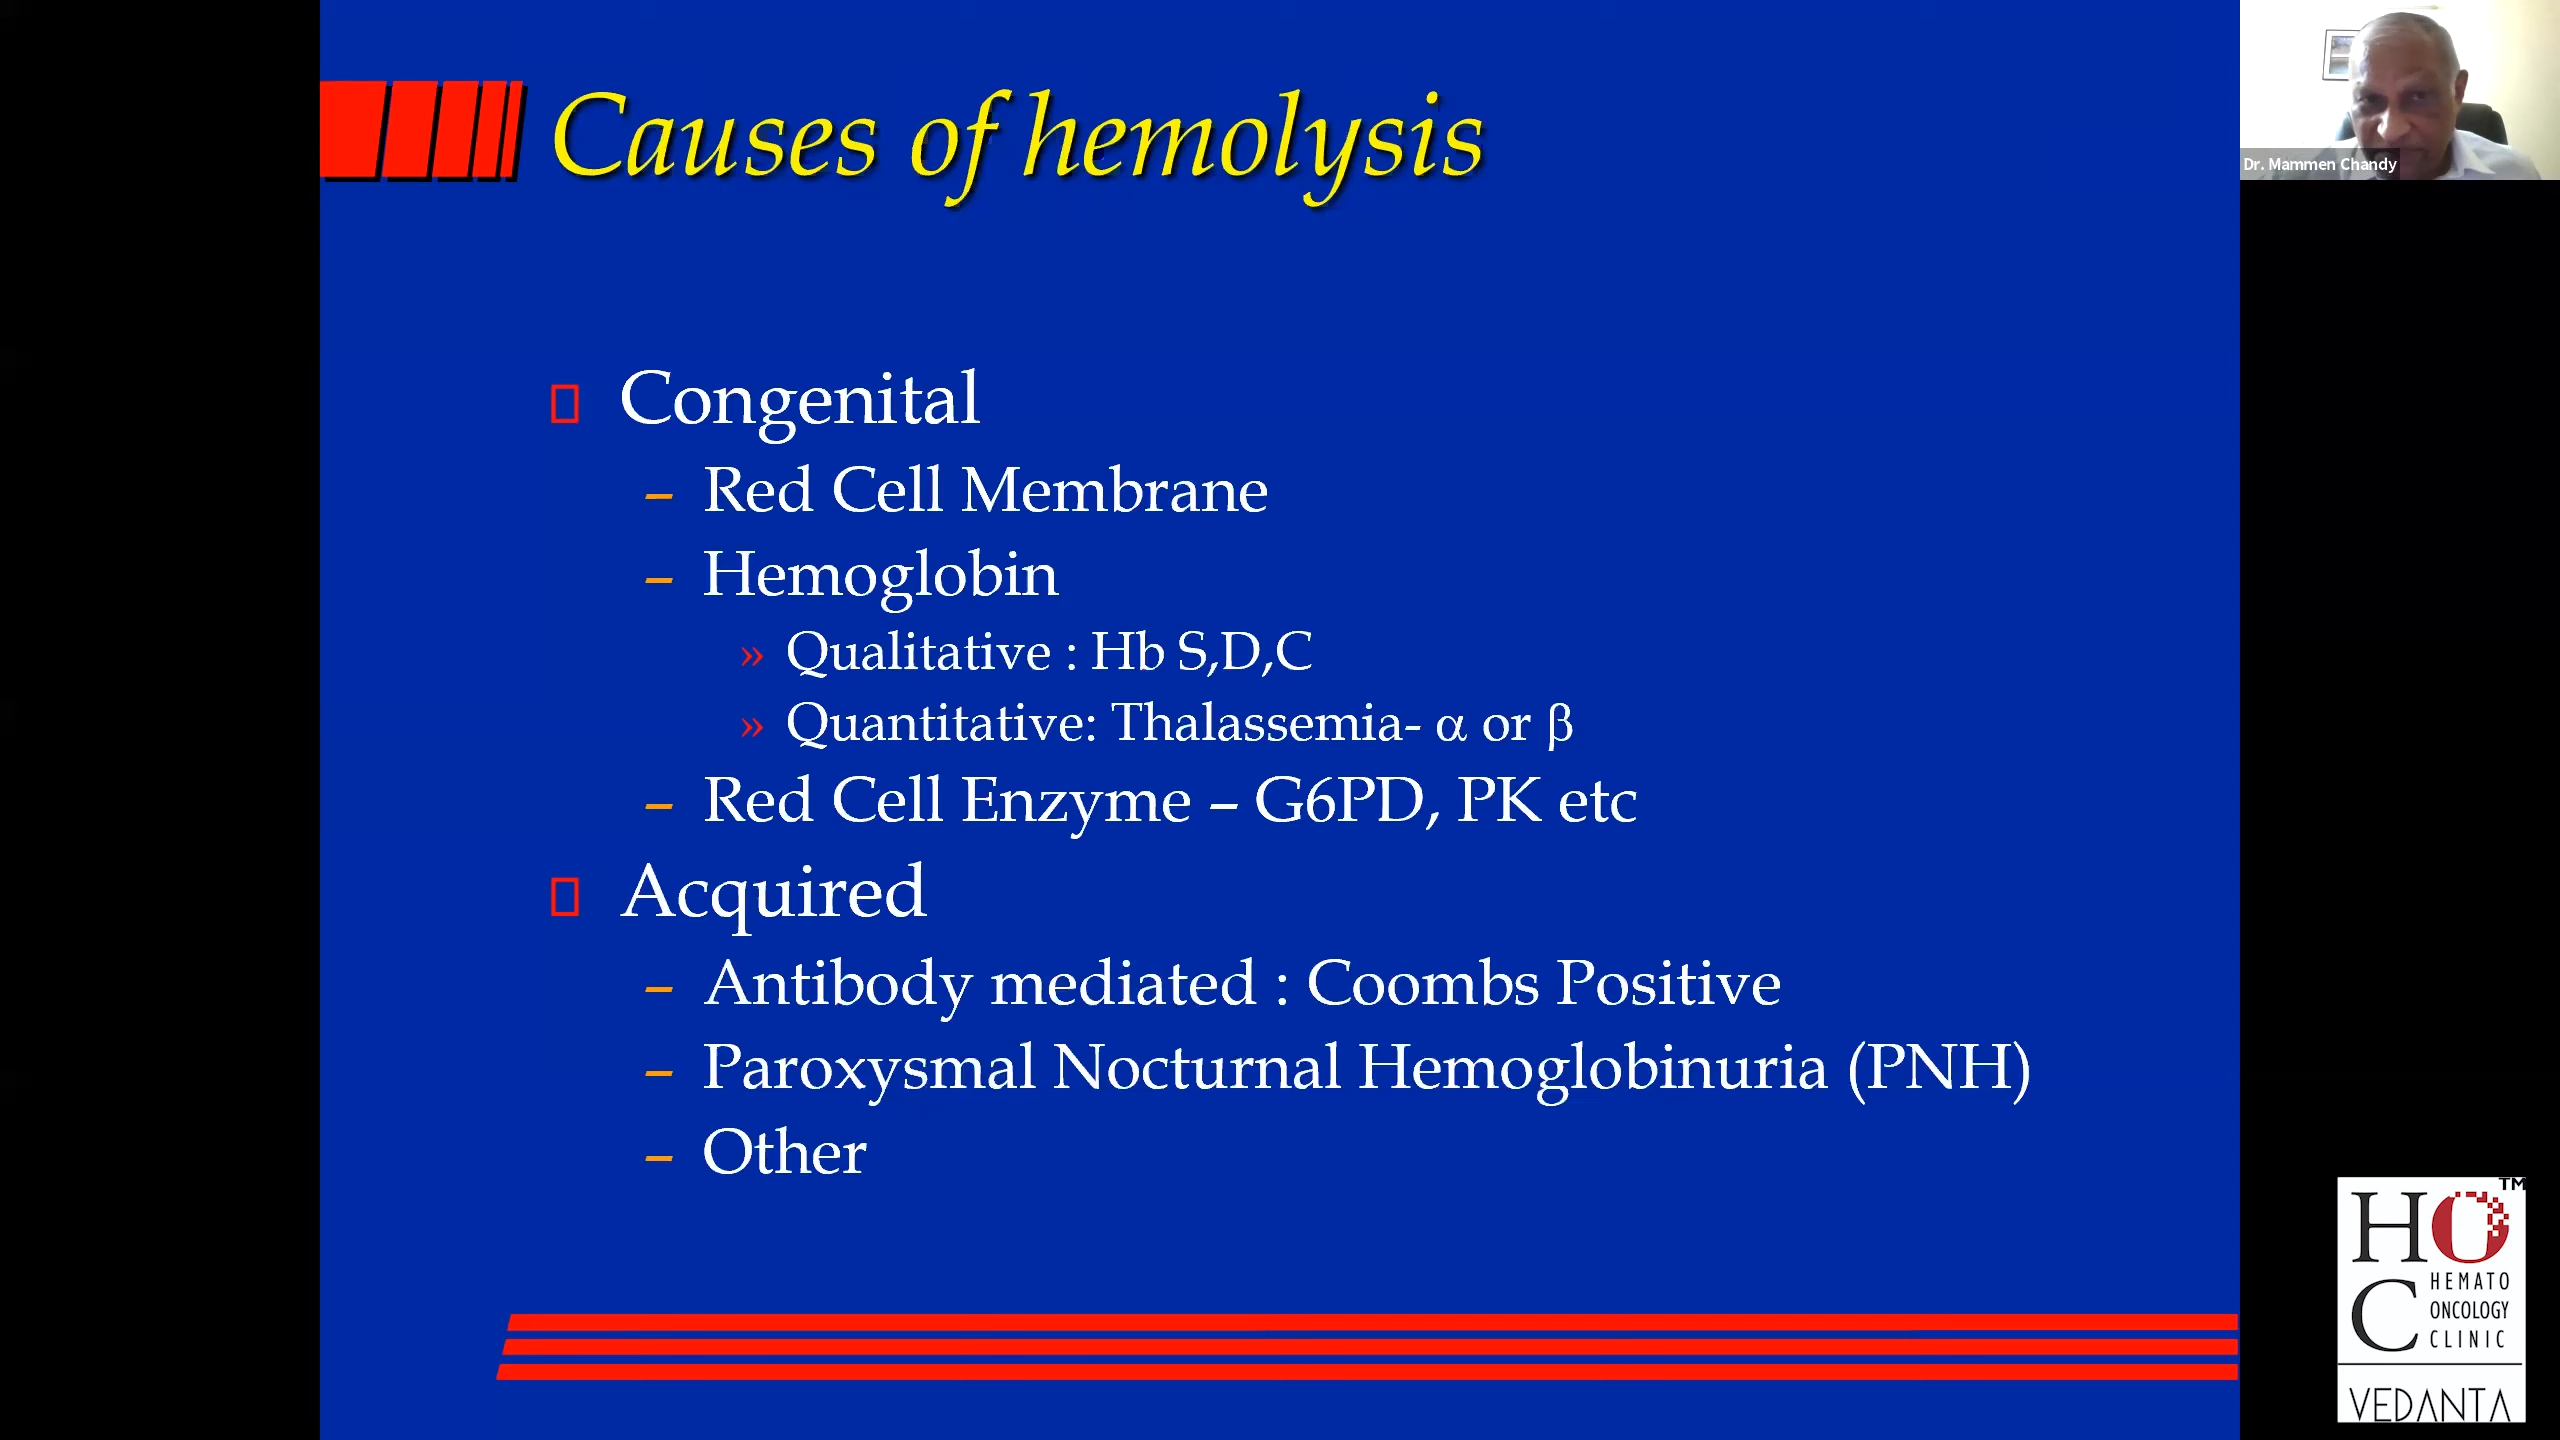 Causes of hemolysis
Dr. Mammen Chandy
Congenital
– Red Cell Membrane
– Hemoglobin
» Qualitative : Hb S,D,C
» Quantitative: Thalassemia- α or β
– Red Cell Enzyme – G6PD, PK etc
Acquired
– Antibody mediated : Coombs Positive
– Paroxysmal Nocturnal Hemoglobinuria (PNH)
– Other
HOC™
HEMATO
ONCOLOGY
CLINIC
VEDANTA